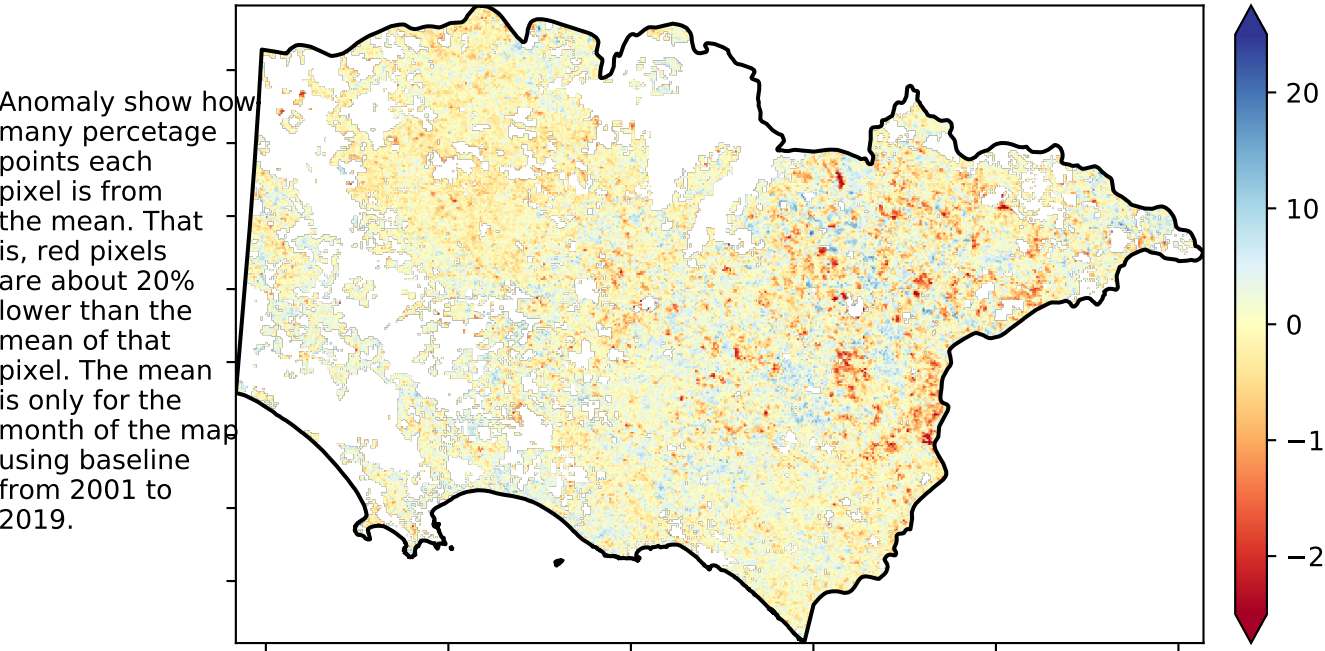 Anomaly show how
many percetage
points each
pixel is from
the mean. That
is, red pixels
are about 20%
lower than the
mean of that
pixel. The mean
is only for the
month of the map
using baseline
from 2001 to
2019.
20
10
0
−1
−2